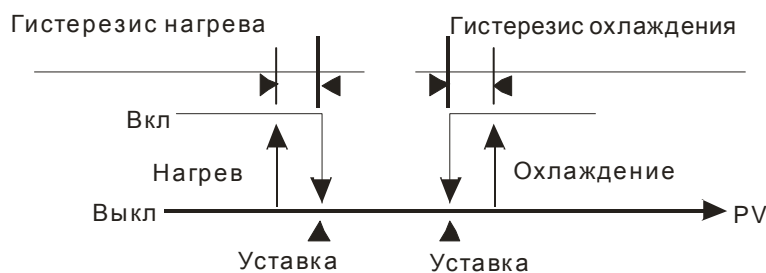 Гистерезис нагрева
Гистерезис охлаждения
Вкл
Нагрев
Охлаждение
Выкл
PV
Уставка
Уставка